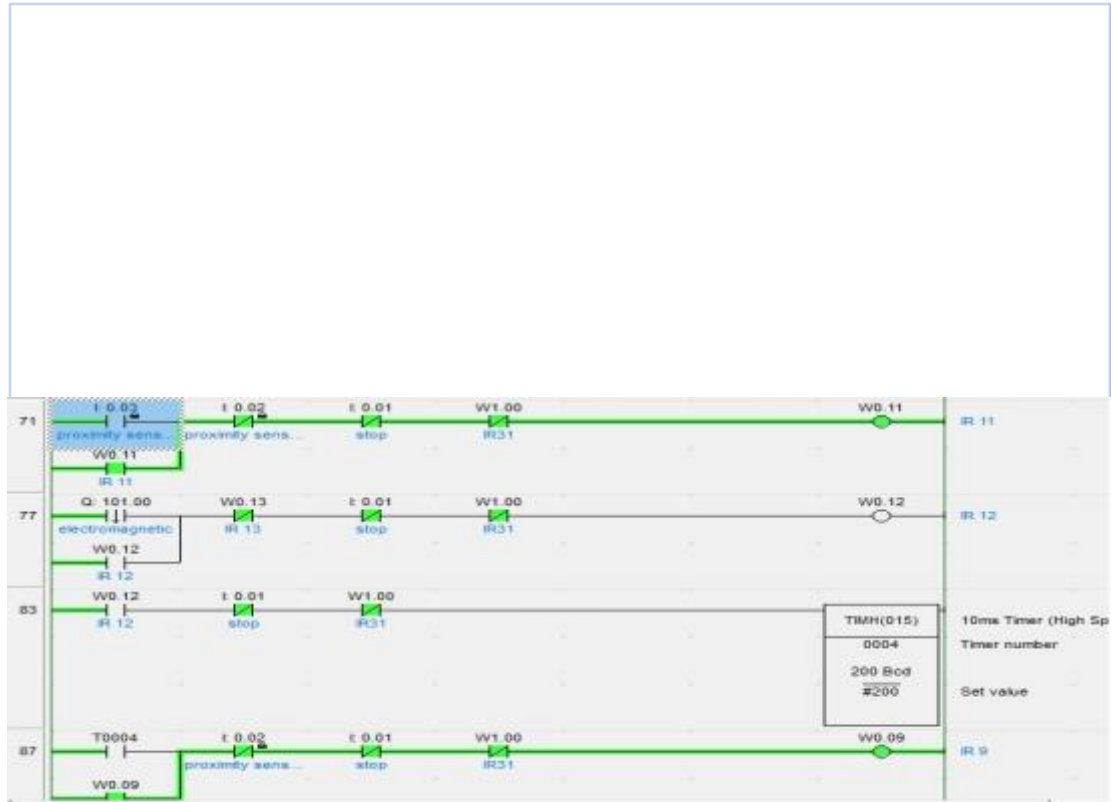 I: 0.03 I: 0.02 I: 0.01 W1.00 W0.11
71 IR 11
proximity sens... proximity sens... stop IR31
W0.11
IR 11
Q: 101.00 W0.13 I: 0.01 W1.00 W0.12
77 IR 12
electromagnetic IR 13 stop IR31
W0.12
IR 12
W0.12 I: 0.01 W1.00
83
IR 12 stop IR31
TIMH(015) 10ms Timer (High Sp
0004 Timer number
200 Bcd
#200 Set value
T0004 I: 0.02 I: 0.01 W1.00 W0.09
87 IR 9
proximity sens... stop IR31
W0.09